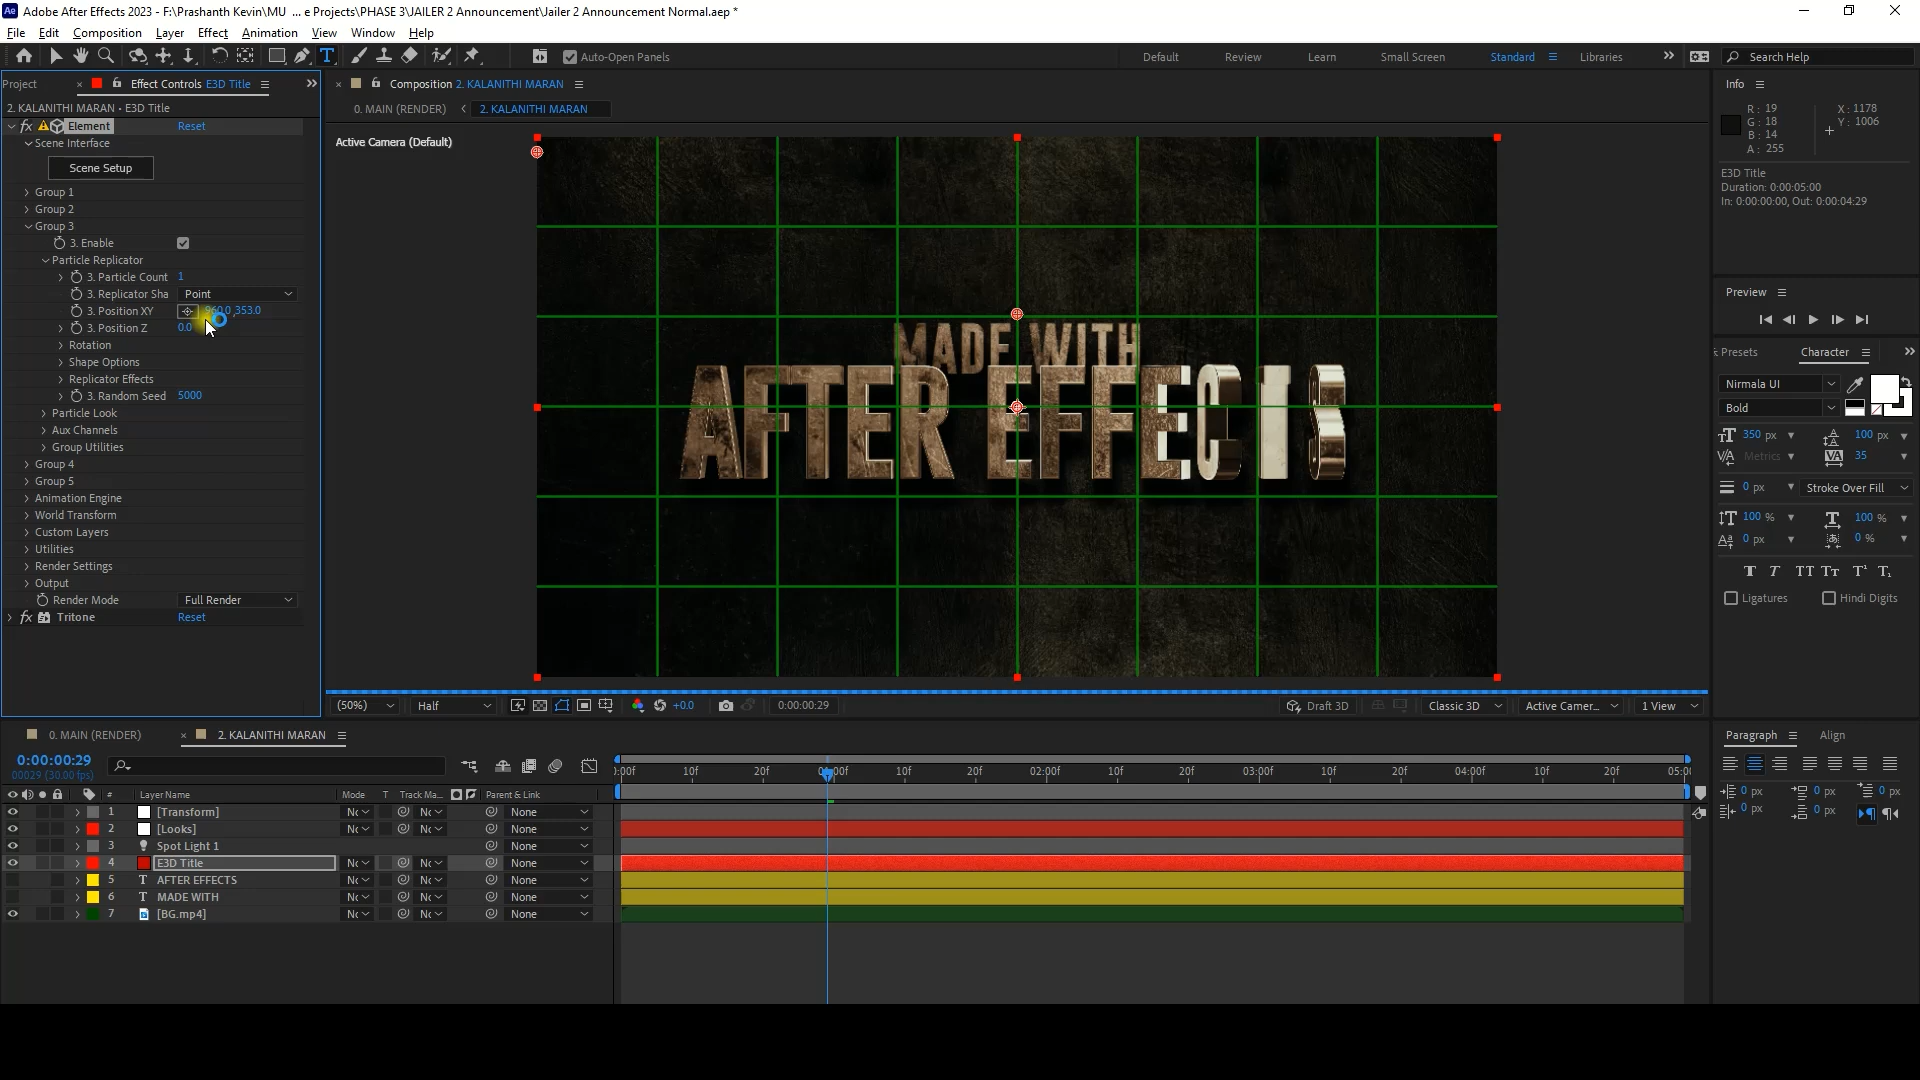 Adobe After Effects 2023 - F:\Prashanth Kevin\MU ... e Projects\PHASE 3\JAILER 2 Announcement\Jailer 2 Announcement Normal.aep *
File Edit Composition Layer Effect Animation View Window Help
Auto-Open Panels
Default Review Learn Small Screen Standard Libraries
Search Help
Project
Effect Controls E3D Title
2. KALANITHI MARAN • E3D Title
Element Reset
Scene Interface
Scene Setup
Group 1
Group 2
Group 3
3. Enable
Particle Replicator
3. Particle Count 1
3. Replicator Sha Point
3. Position XY 960.0 ,353.0
3. Position Z 0.0
Rotation
Shape Options
Replicator Effects
3. Random Seed 5000
Particle Look
Aux Channels
Group Utilities
Group 4
Group 5
Animation Engine
World Transform
Custom Layers
Utilities
Render Settings
Output
Render Mode Full Render
Tritone Reset
Composition 2. KALANITHI MARAN
0. MAIN (RENDER) 2. KALANITHI MARAN
Active Camera (Default)
MADE WITH
AFTER EFFECTS
(50%) Half +0.0 0:00:00:29 Draft 3D Classic 3D Active Camer... 1 View
Info
R: 19
G: 18
B: 14
A: 255
X: 1178
Y: 1006
E3D Title
Duration: 0:00:05:00
In: 0:00:00:00, Out: 0:00:04:29
Preview
Presets Character
Nirmala UI
Bold
350 px 100 px
Metrics 35
0 px Stroke Over Fill
100 % 100 %
0 px 0 %
Ligatures Hindi Digits
Paragraph Align
0 px 0 px 0 px
0 px 0 px
0. MAIN (RENDER) 2. KALANITHI MARAN
0:00:00:29
00029 (30.00 fps)
# Layer Name Mode T Track Ma... Parent & Link
10f 20f 10f 20f 02:00f 10f 20f 03:00f 10f 20f 04:00f 10f 20f
1 [Transform] None
2 [Looks] None
3 Spot Light 1 None
4 E3D Title None
5 AFTER EFFECTS None
6 MADE WITH None
7 [BG.mp4] None